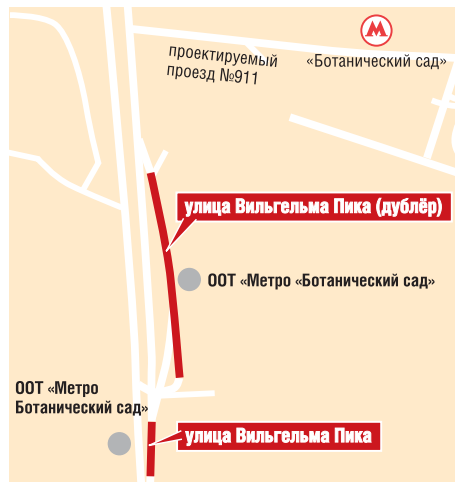 М
проектируемый
проезд №911
«Ботанический сад»
улица Вильгельма Пика (дублёр)
ООТ «Метро «Ботанический сад»
ООТ «Метро
Ботанический сад»
улица Вильгельма Пика